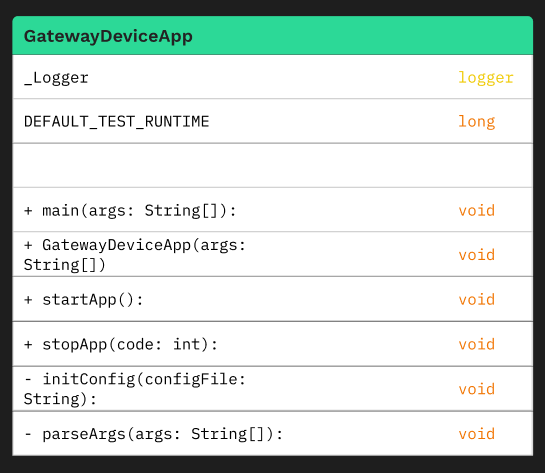 GatewayDeviceApp
_Logger logger
DEFAULT_TEST_RUNTIME long
+ main(args: String[]): void
+ GatewayDeviceApp(args:
String[]) void
+ startApp(): void
+ stopApp(code: int): void
- initConfig(configFile:
String): void
- parseArgs(args: String[]): void